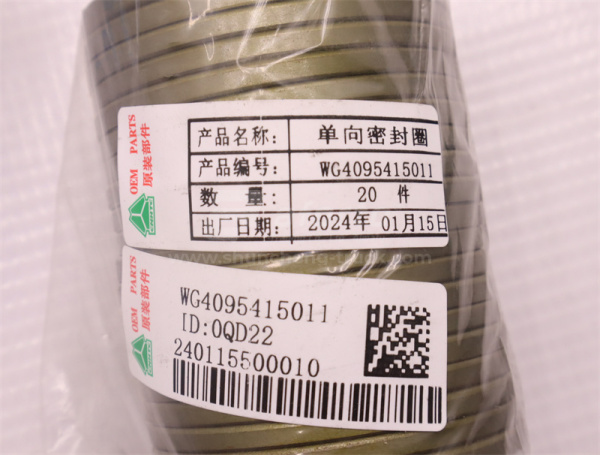 OEM PARTS
原装部件
产品名称: 单向密封圈
产品编号: WG4095415011
数 量: 20 件
出厂日期: 2024年 01月15日
OEM PARTS
原装部件
WG4095415011
ID:0QD22
240115500010